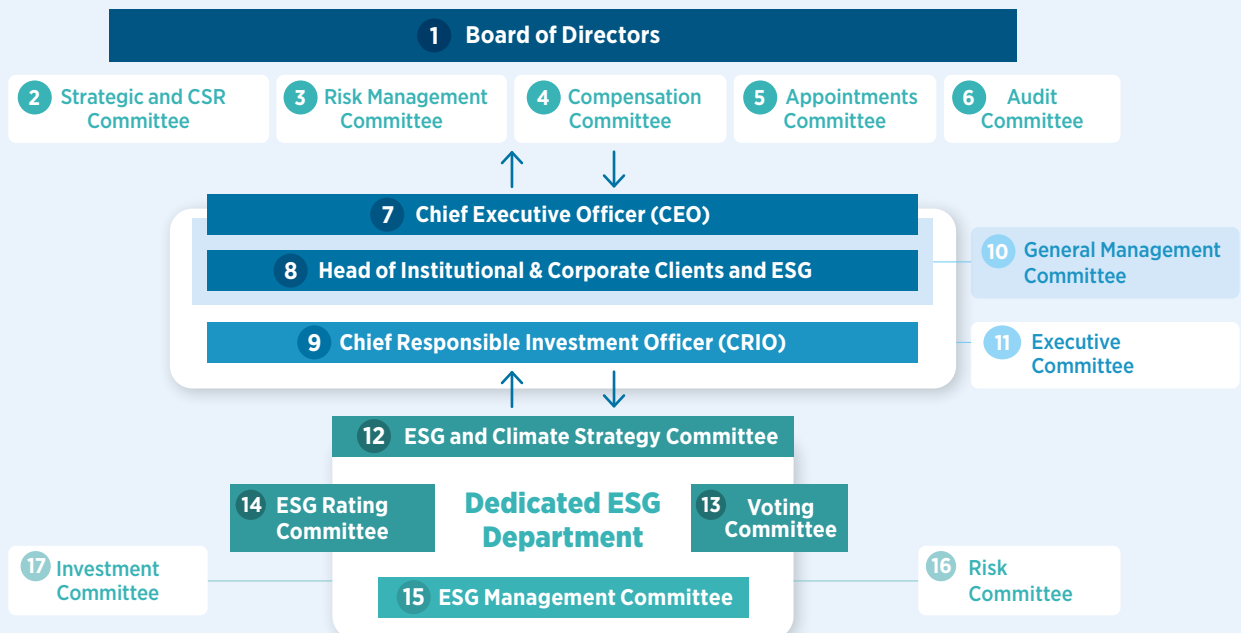 1 Board of Directors
2 Strategic and CSR
Committee
3 Risk Management
Committee
4 Compensation
Committee
5 Appointments
Committee
6 Audit
Committee
7 Chief Executive Officer (CEO)
8 Head of Institutional & Corporate Clients and ESG
10 General Management
Committee
9 Chief Responsible Investment Officer (CRIO)
11 Executive
Committee
12 ESG and Climate Strategy Committee
14 ESG Rating
Committee
Dedicated ESG
Department
13 Voting
Committee
17 Investment
Committee
16 Risk
Committee
15 ESG Management Committee